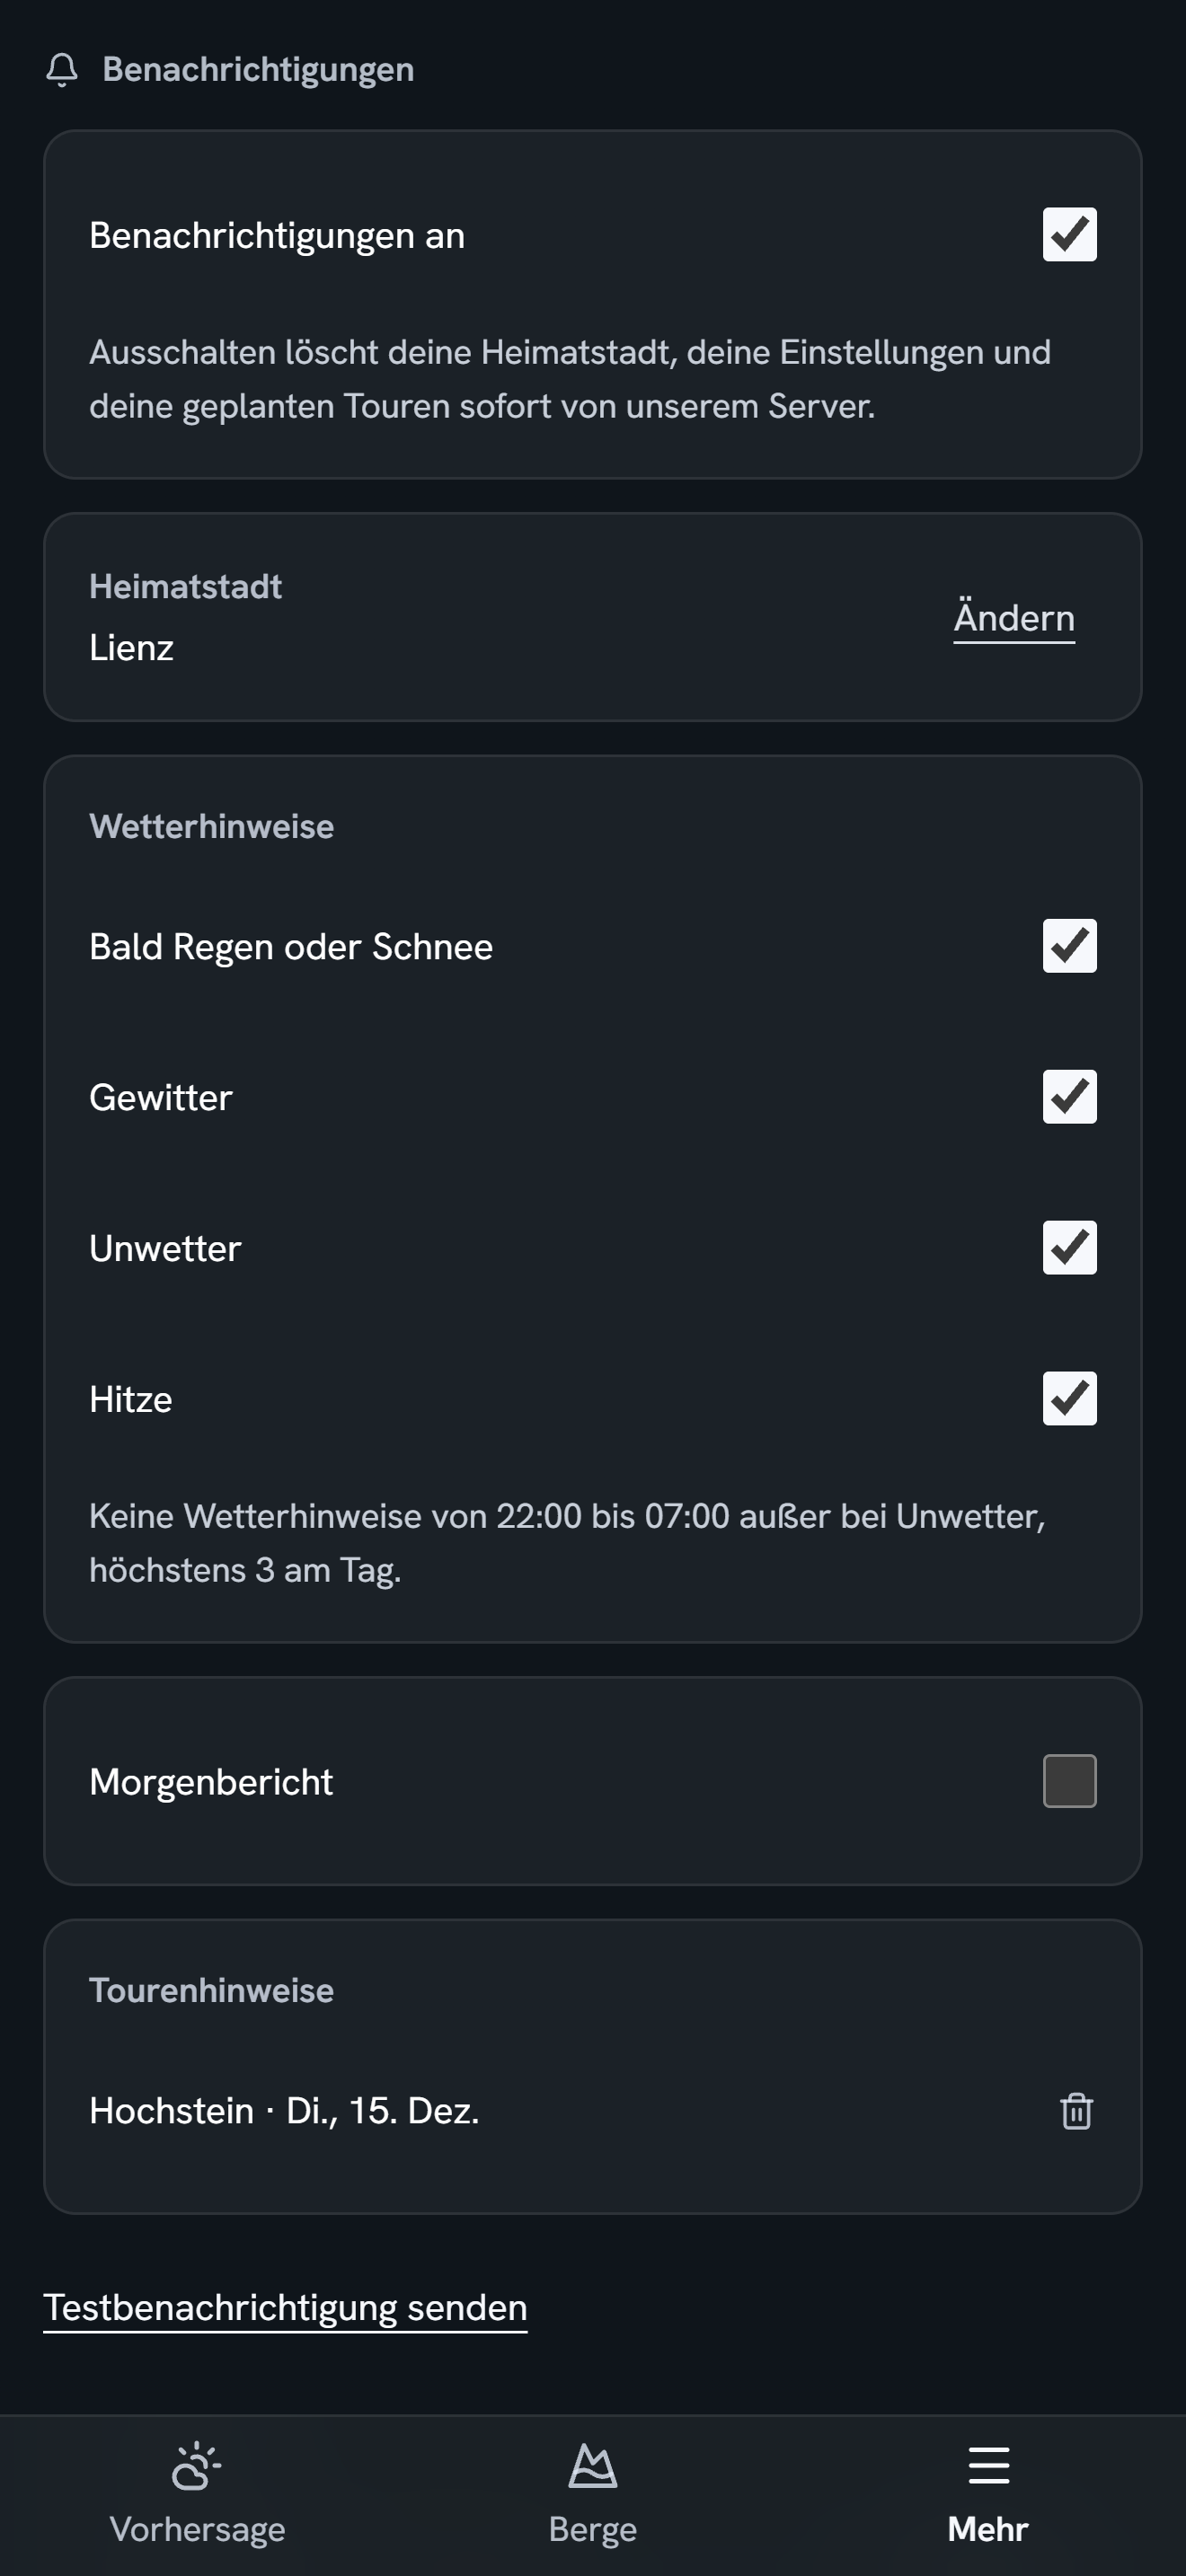 Benachrichtigungen
Benachrichtigungen an
Ausschalten löscht deine Heimatstadt, deine Einstellungen und
deine geplanten Touren sofort von unserem Server.
Heimatstadt
Lienz
Ändern
Wetterhinweise
Bald Regen oder Schnee
Gewitter
Unwetter
Hitze
Keine Wetterhinweise von 22:00 bis 07:00 außer bei Unwetter,
höchstens 3 am Tag.
Morgenbericht
Tourenhinweise
Hochstein · Di., 15. Dez.
Testbenachrichtigung senden
Vorhersage
Berge
Mehr